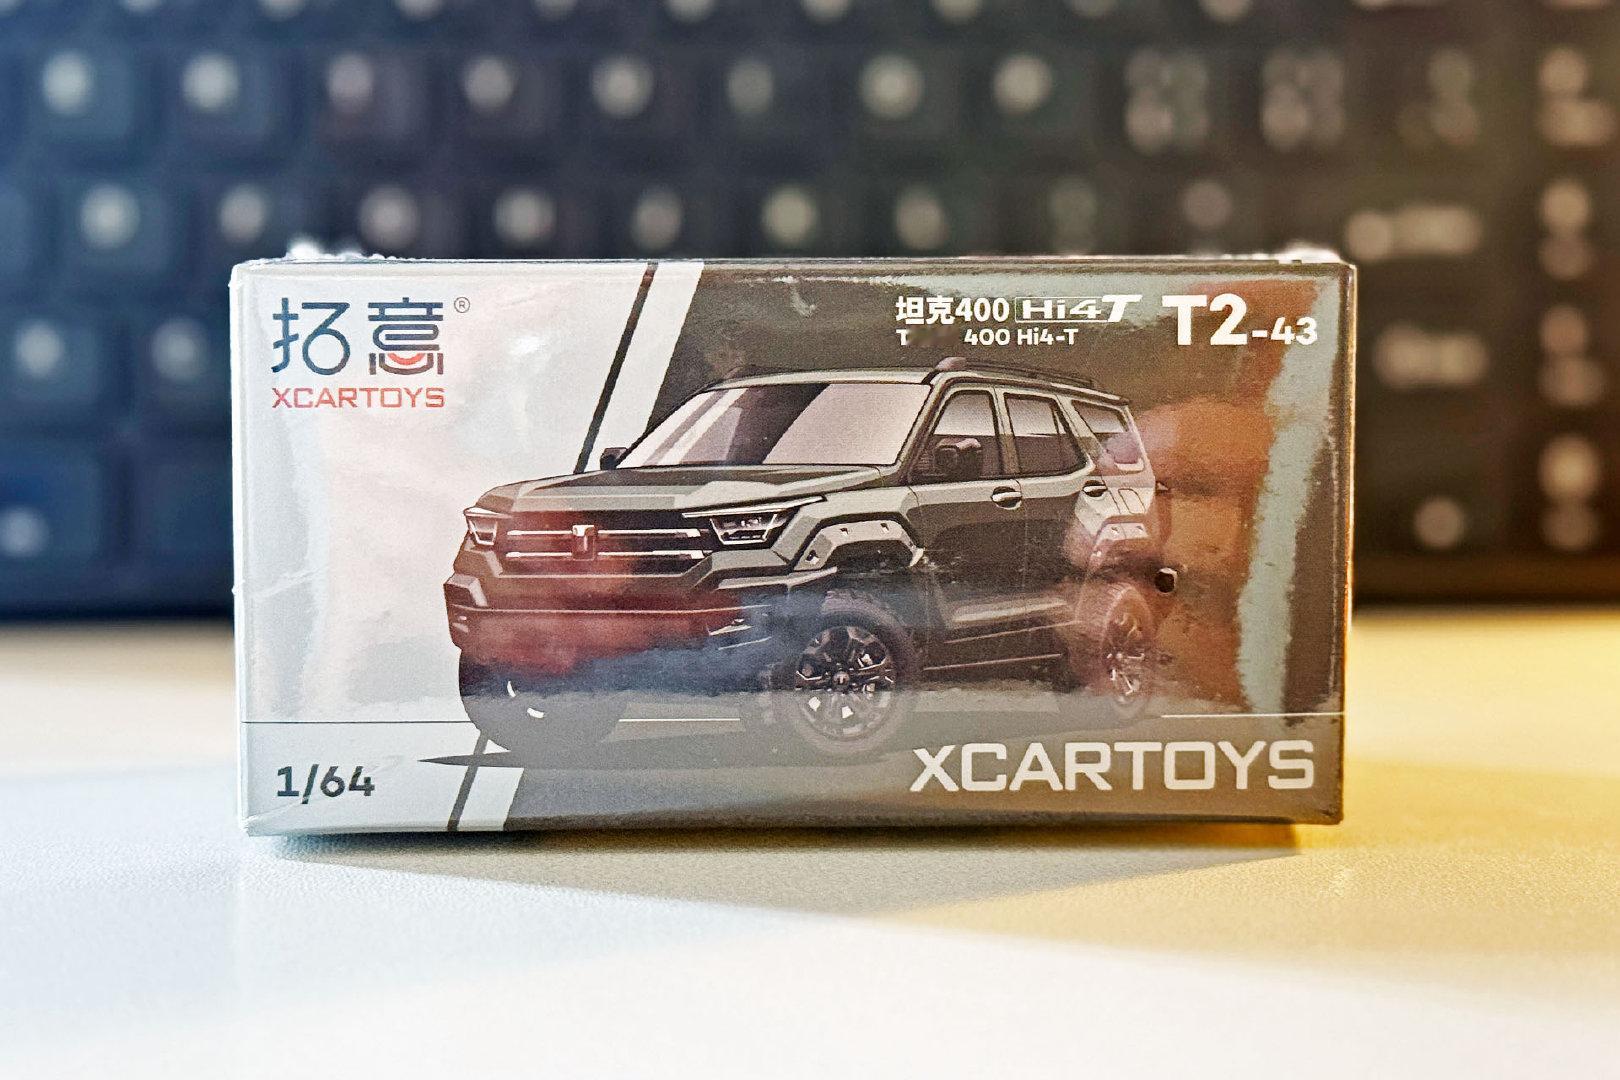 拓意®
XCARTOYS
坦克400 Hi4T
400 Hi4-T
T2-43
1/64
XCARTOYS